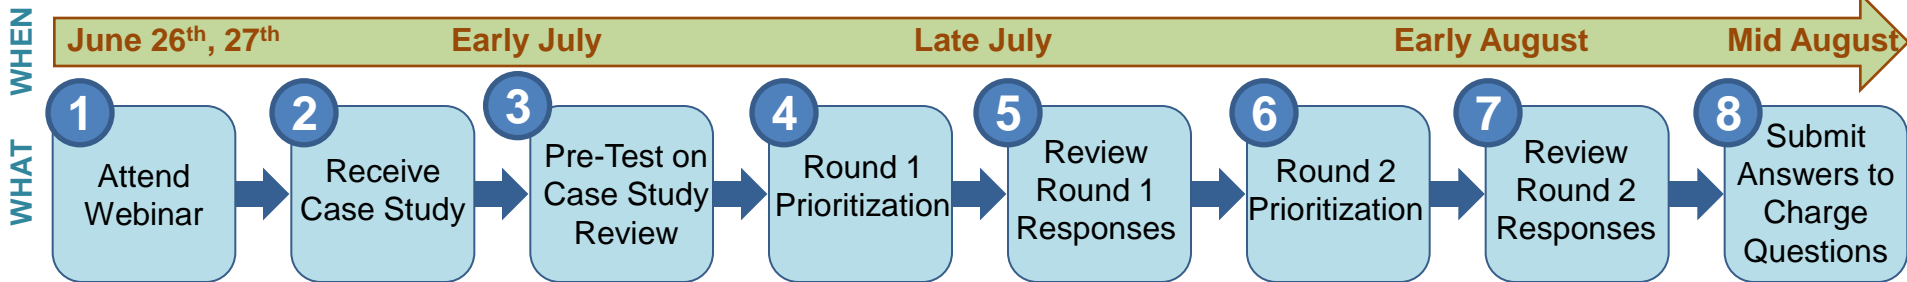 WHEN
June 26th, 27th
Early July
Late July
Early August
Mid August
WHAT
1
Attend
Webinar
2
Receive
Case Study
3
Pre-Test on
Case Study
Review
4
Round 1
Prioritization
5
Review
Round 1
Responses
6
Round 2
Prioritization
7
Review
Round 2
Responses
8
Submit
Answers to
Charge
Questions